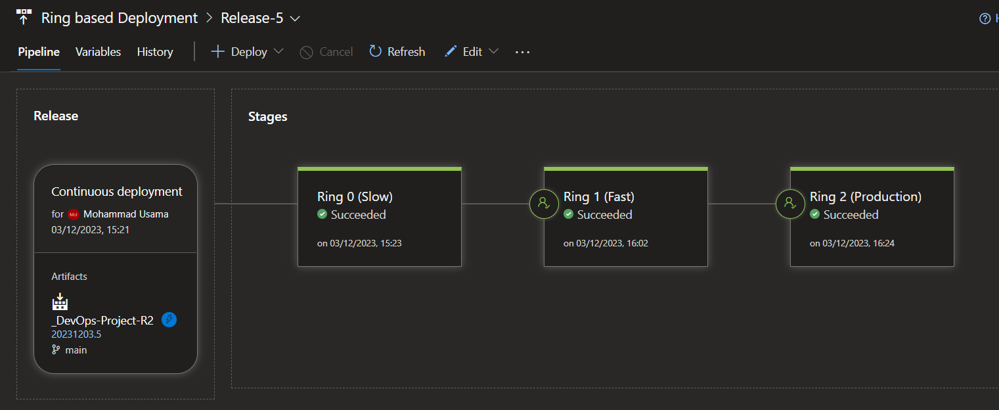 Ring based Deployment > Release-5
Pipeline Variables History Deploy Cancel Refresh Edit ...
Release
Stages
Continuous deployment
for MU Mohammad Usama
03/12/2023, 15:21
Artifacts
_DevOps-Project-R2
20231203.5
main
Ring 0 (Slow)
Succeeded
on 03/12/2023, 15:23
Ring 1 (Fast)
Succeeded
on 03/12/2023, 16:02
Ring 2 (Production)
Succeeded
on 03/12/2023, 16:24